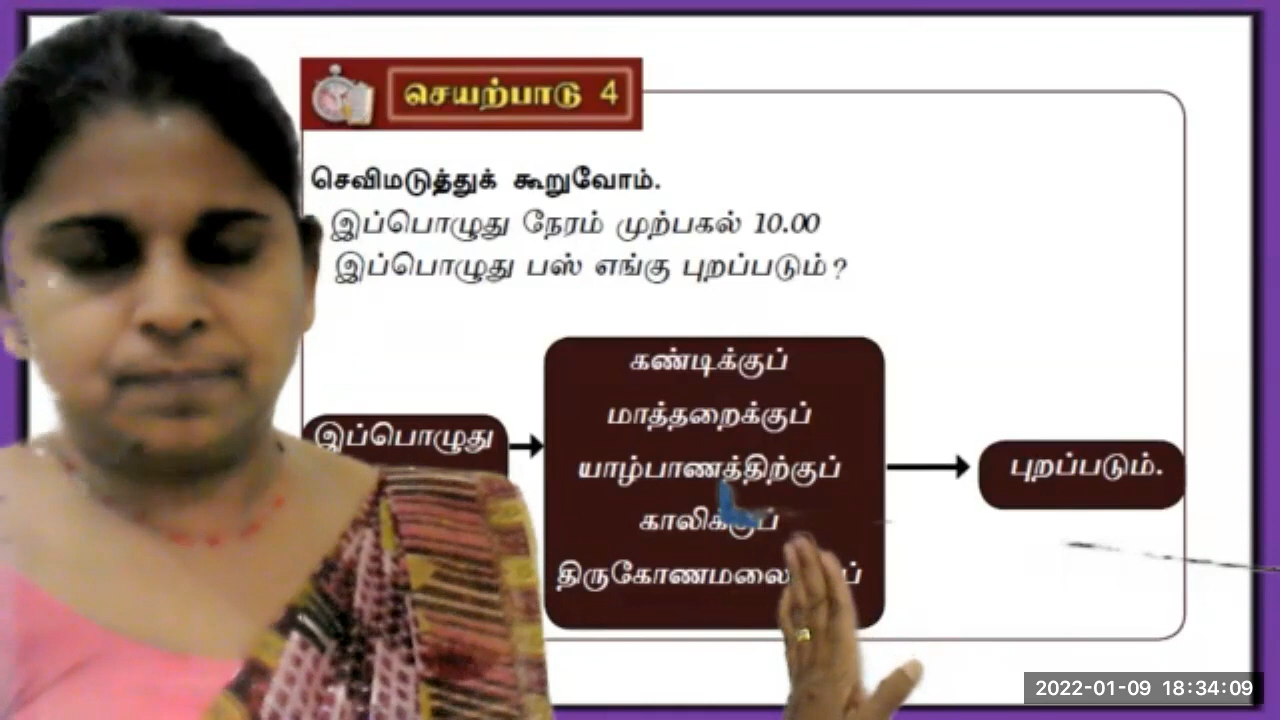 செயற்பாடு 4
செவிமடுத்துக் கூறுவோம்.
இப்பொழுது நேரம் முற்பகல் 10.00
இப்பொழுது பஸ் எங்கு புறப்படும்?
கண்டிக்குப்
மாத்தறைக்குப்
இப்பொழுது
யாழ்பாணத்திற்குப்
புறப்படும்.
காலிக்குப்
2022-01-09 18:34:09